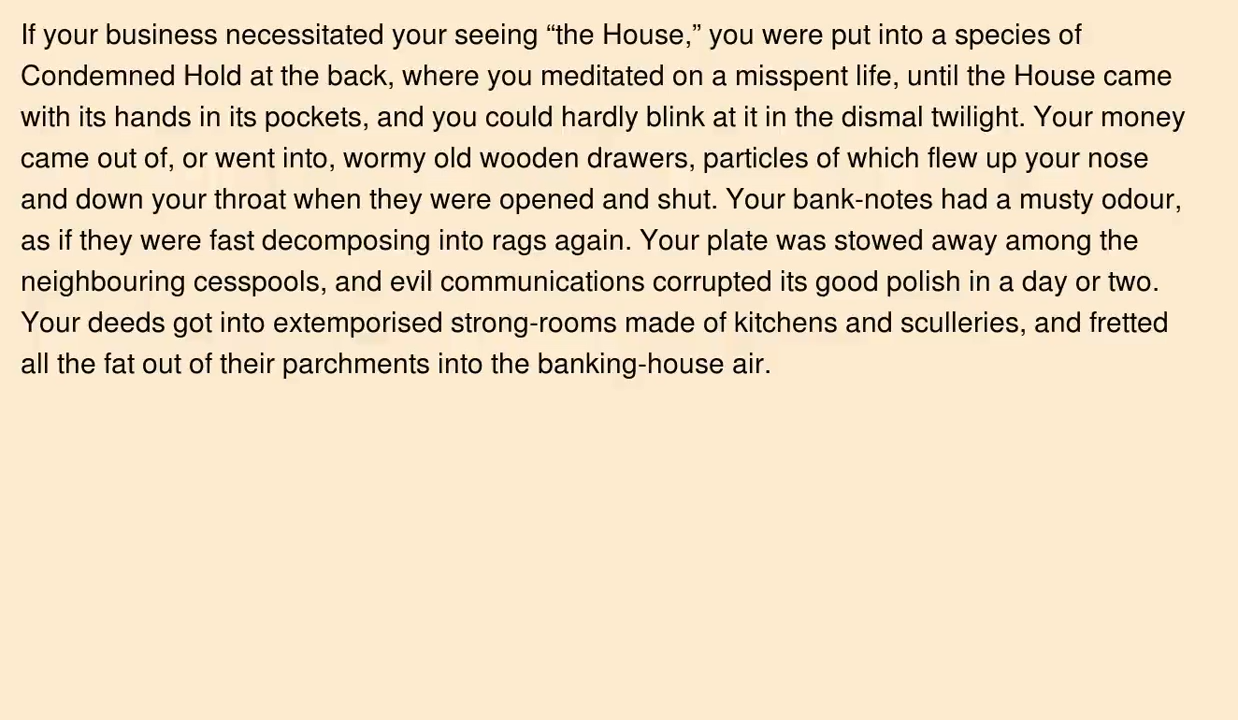 If your business necessitated your seeing “the House,” you were put into a species of
Condemned Hold at the back, where you meditated on a misspent life, until the House came
with its hands in its pockets, and you could hardly blink at it in the dismal twilight. Your money
came out of, or went into, wormy old wooden drawers, particles of which flew up your nose
and down your throat when they were opened and shut. Your bank-notes had a musty odour,
as if they were fast decomposing into rags again. Your plate was stowed away among the
neighbouring cesspools, and evil communications corrupted its good polish in a day or two.
Your deeds got into extemporised strong-rooms made of kitchens and sculleries, and fretted
all the fat out of their parchments into the banking-house air.